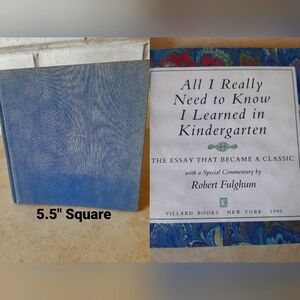 5.5" Square
All I Really
Need to Know
I Learned in
Kindergarten
THE ESSAY THAT BECAME A CLASSIC
with a Special Commentary by
Robert Fulghum
VILLARD BOOKS NEW YORK 1990